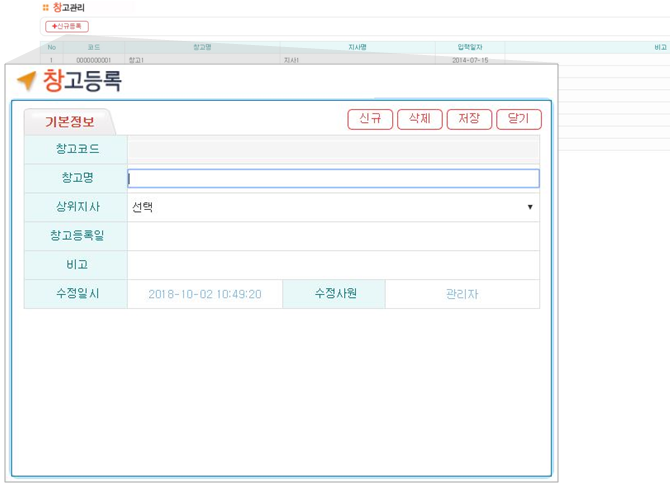 창고관리
+신규등록
No 코드 창고명 지사명 입력일자 비고
1 0000000001 창고1 지사1 2014-07-15
창고등록
기본정보 신규 삭제 저장 닫기
창고코드
창고명
상위지사 선택 ▼
창고등록일
비고
수정일시 2018-10-02 10:49:20 수정사원 관리자